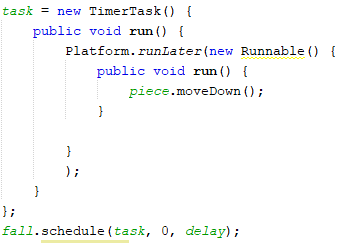 task = new TimerTask() {
    public void run() {
        Platform.runLater(new Runnable() {
            public void run() {
                piece.moveDown();
            }

        }
        );
    }
};
fall.schedule(task, 0, delay);